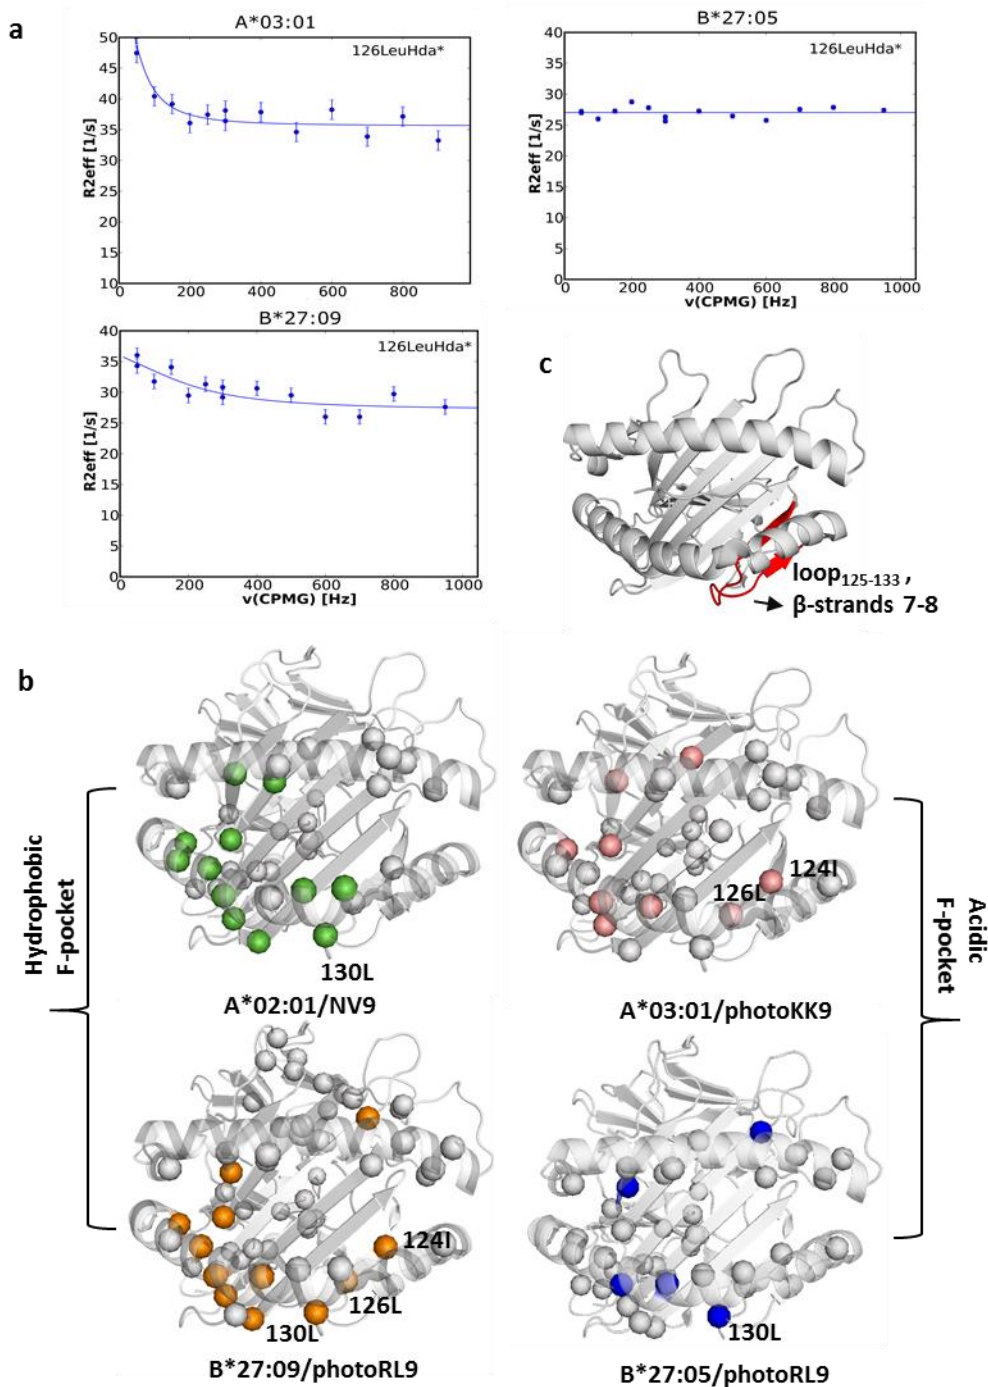 a
A*03:01
126LeuHda*
R2eff [1/s]
50
45
40
35
30
25
20
15
10
0
200
400
600
800
B*27:05
126LeuHda*
R2eff [1/s]
40
35
30
25
20
15
10
5
0
0
200
400
600
800
1000
v(CPMG) [Hz]
B*27:09
126LeuHda*
R2eff [1/s]
40
35
30
25
20
15
10
5
0
0
200
400
600
800
1000
v(CPMG) [Hz]
c
loop125-133 ,
β-strands 7-8
b
Hydrophobic
F-pocket
130L
A*02:01/NV9
124I
126L
A*03:01/photoKK9
Acidic
F-pocket
124I
126L
130L
B*27:09/photoRL9
130L
B*27:05/photoRL9